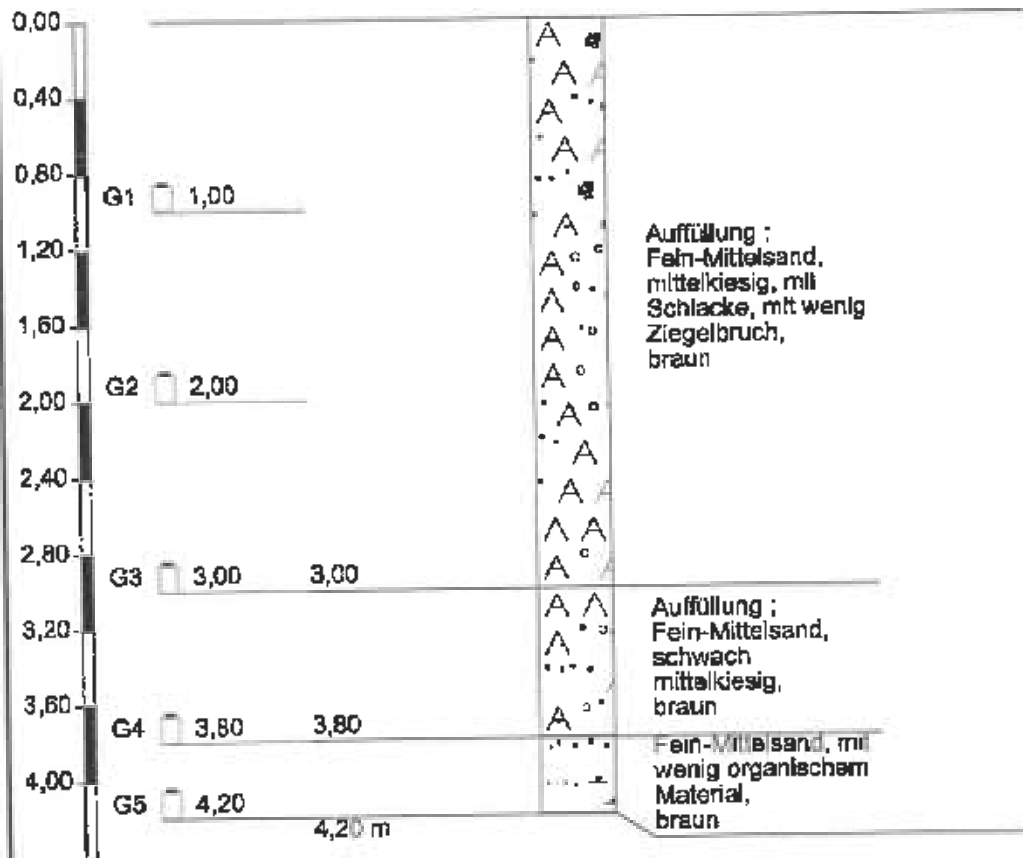 0,00
0,40
0,80
G1 1,00
1,20
1,60
G2 2,00
2,00
2,40
2,80
G3 3,00 3,00
3,20
3,60
G4 3,80 3,80
4,00
G5 4,20
4,20 m
Auffüllung :
Fein-Mittelsand,
mittelkiesig, mit
Schlacke, mit wenig
Ziegelbruch,
braun
Auffüllung :
Fein-Mittelsand,
schwach
mittelkiesig,
braun
Fein-Mittelsand, mit
wenig organischem
Material,
braun